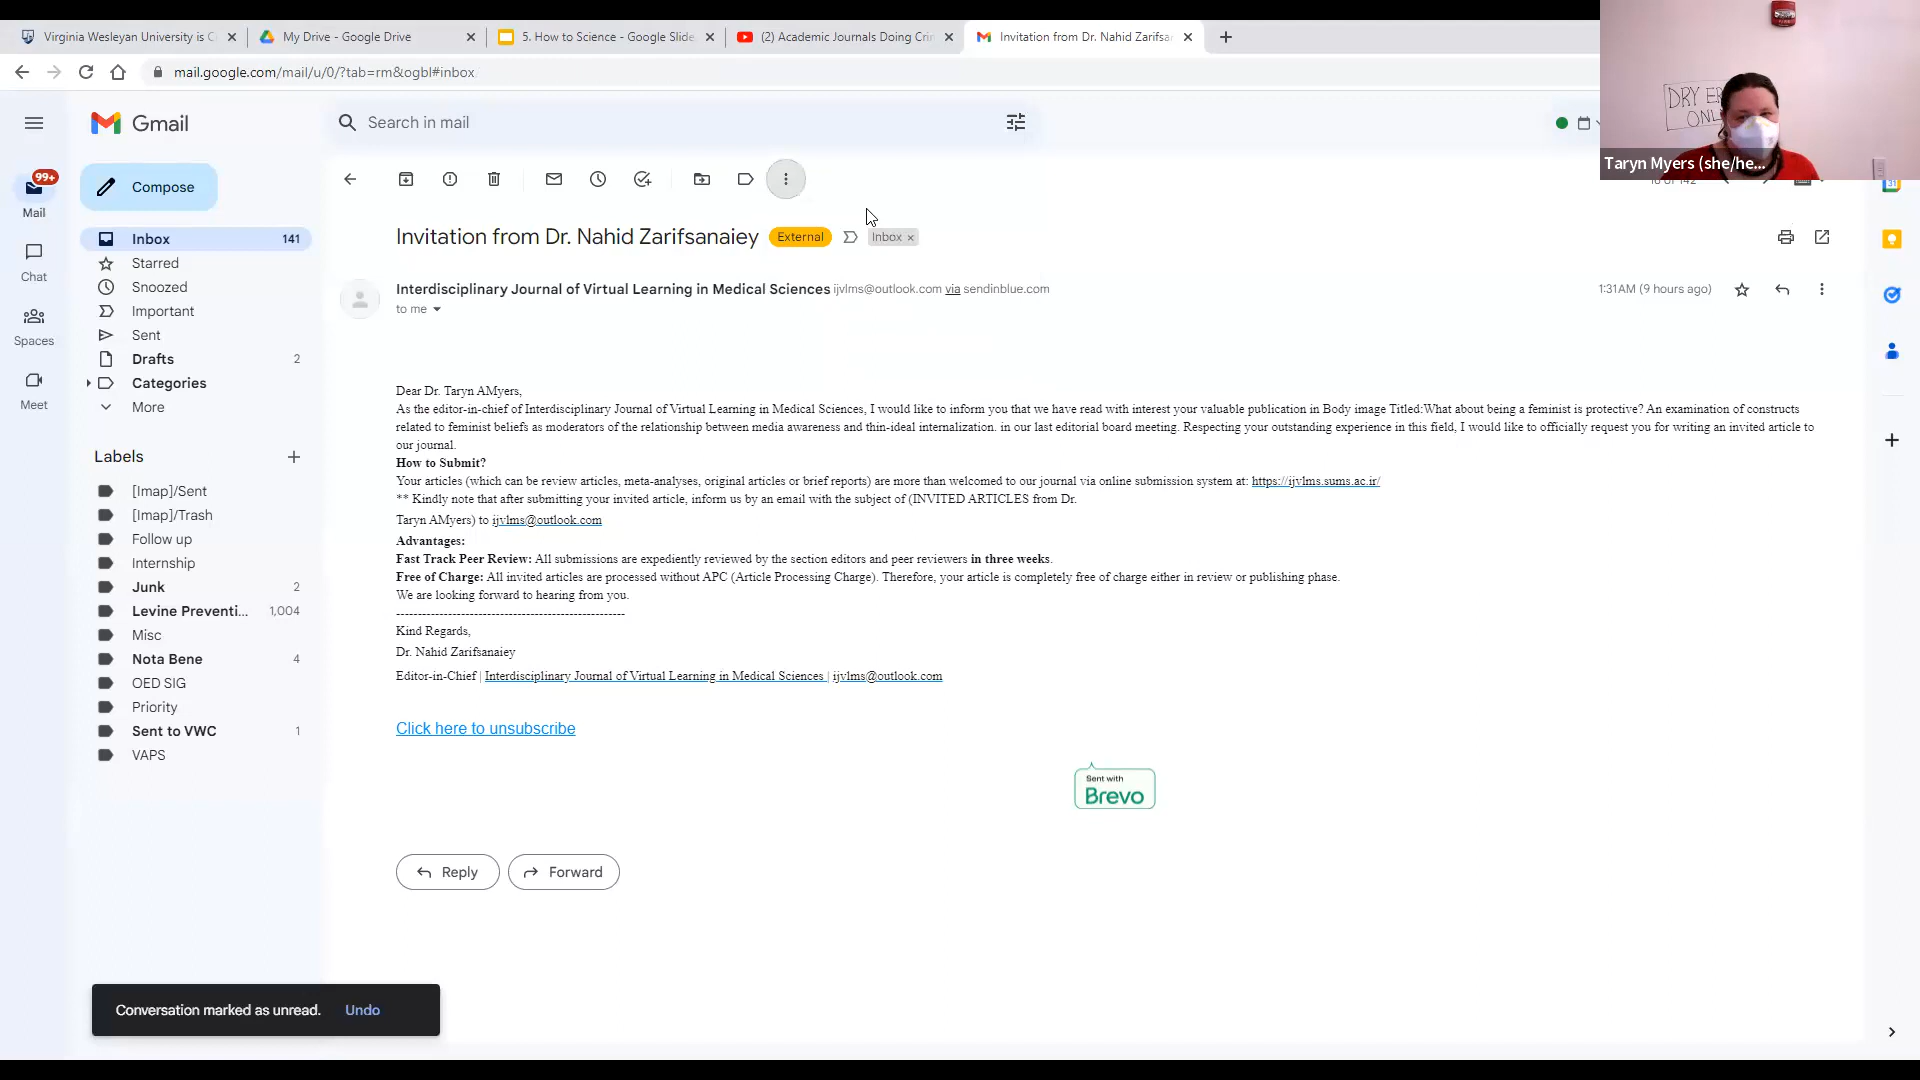 Virginia Wesleyan University is C
My Drive - Google Drive
5. How to Science - Google Slide
(2) Academic Journals Doing Crin
Invitation from Dr. Nahid Zarifsa
mail.google.com/mail/u/0/?tab=rm&ogbl#inbox
DRY ER
ONL
Taryn Myers (she/he...
Gmail
Search in mail
99+
Mail
Chat
Spaces
Meet
Compose
Inbox 141
Starred
Snoozed
Important
Sent
Drafts 2
Categories
More
Labels
[Imap]/Sent
[Imap]/Trash
Follow up
Internship
Junk 2
Levine Preventi... 1,004
Misc
Nota Bene 4
OED SIG
Priority
Sent to VWC 1
VAPS
Invitation from Dr. Nahid Zarifsanaiey External Inbox x
Interdisciplinary Journal of Virtual Learning in Medical Sciences ijvlms@outlook.com via sendinblue.com
1:31 AM (9 hours ago)
to me
Dear Dr. Taryn AMyers,
As the editor-in-chief of Interdisciplinary Journal of Virtual Learning in Medical Sciences, I would like to inform you that we have read with interest your valuable publication in Body image Titled:What about being a feminist is protective? An examination of constructs
related to feminist beliefs as moderators of the relationship between media awareness and thin-ideal internalization. in our last editorial board meeting. Respecting your outstanding experience in this field, I would like to officially request you for writing an invited article to
our journal.
How to Submit?
Your articles (which can be review articles, meta-analyses, original articles or brief reports) are more than welcomed to our journal via online submission system at: https://ijvlms.sums.ac.ir/
** Kindly note that after submitting your invited article, inform us by an email with the subject of (INVITED ARTICLES from Dr.
Taryn AMyers) to ijvlms@outlook.com
Advantages:
Fast Track Peer Review: All submissions are expediently reviewed by the section editors and peer reviewers in three weeks.
Free of Charge: All invited articles are processed without APC (Article Processing Charge). Therefore, your article is completely free of charge either in review or publishing phase.
We are looking forward to hearing from you.
----------------------------------------------------
Kind Regards,
Dr. Nahid Zarifsanaiey
Editor-in-Chief | Interdisciplinary Journal of Virtual Learning in Medical Sciences | ijvlms@outlook.com
Click here to unsubscribe
Sent with
Brevo
Reply
Forward
Conversation marked as unread. Undo